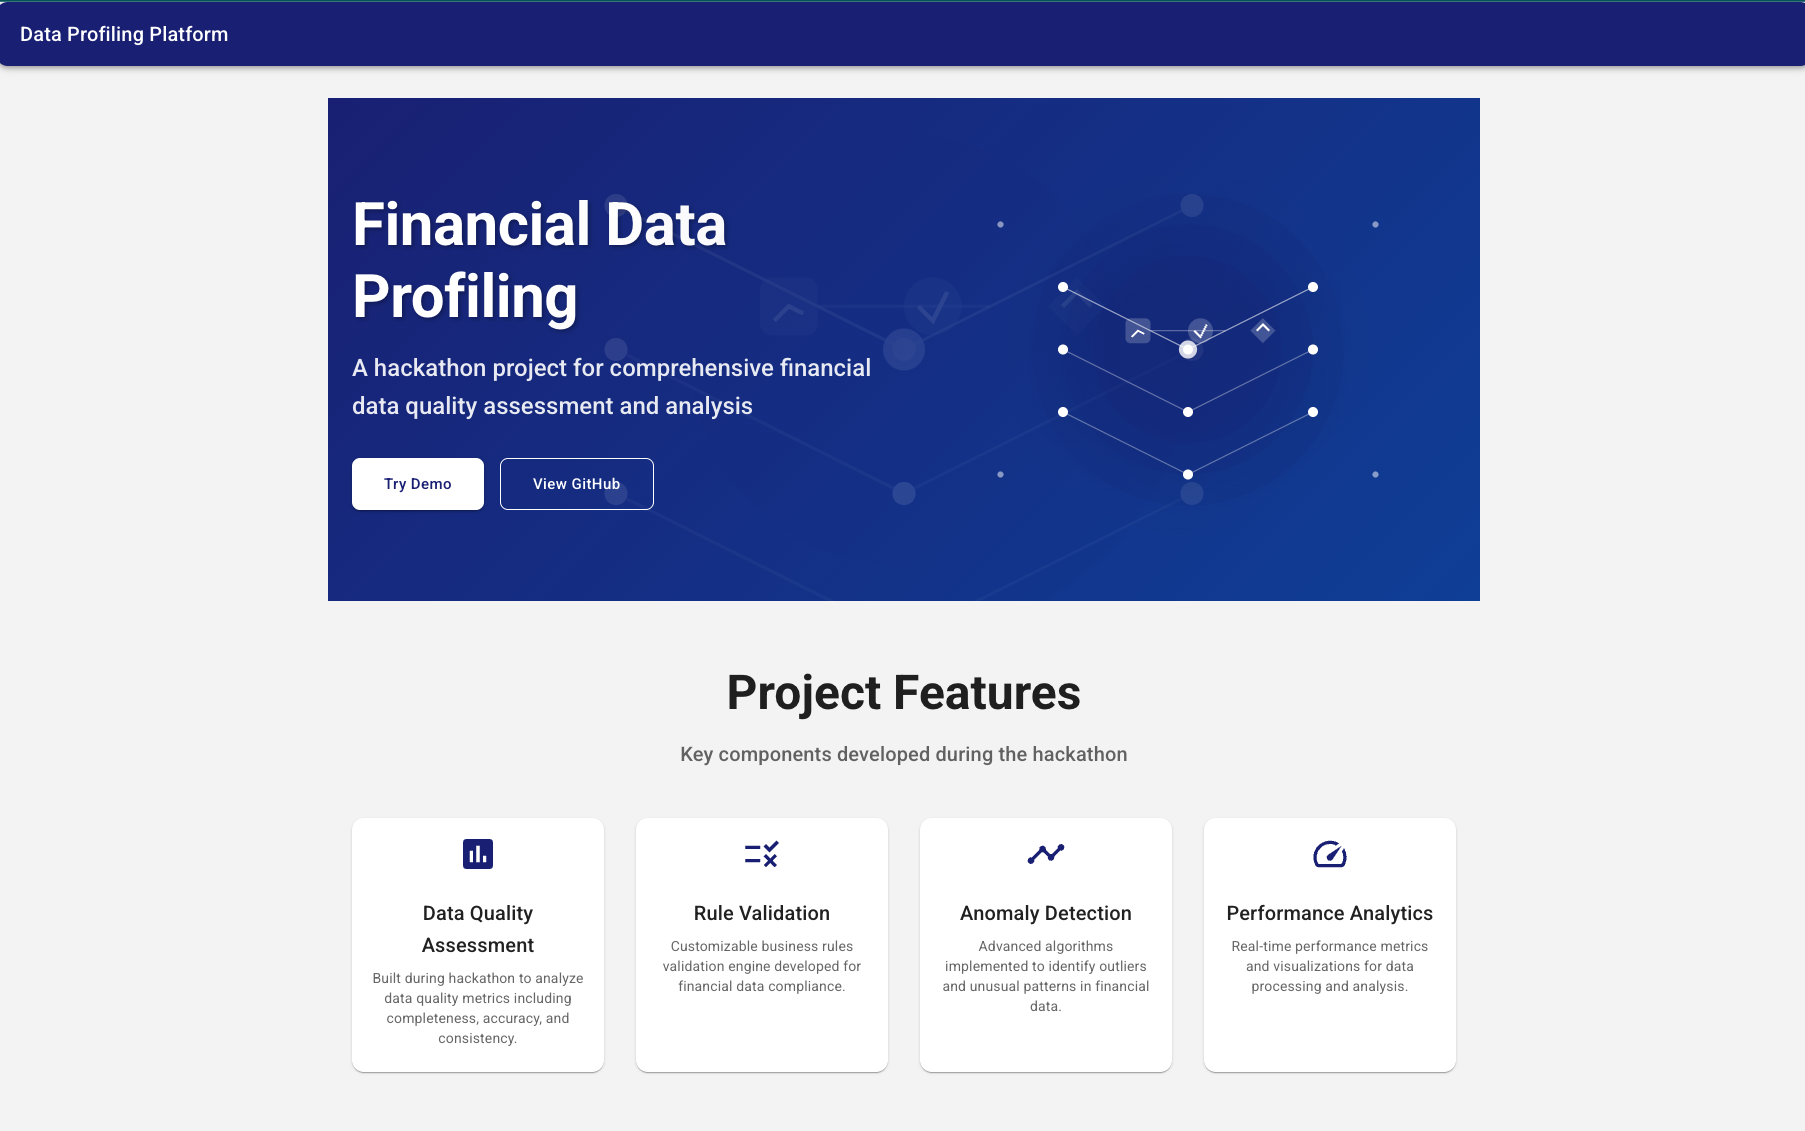 Data Profiling Platform
Financial Data
Profiling
A hackathon project for comprehensive financial
data quality assessment and analysis
Try Demo
View GitHub
Project Features
Key components developed during the hackathon
Data Quality
Assessment
Built during hackathon to analyze
data quality metrics including
completeness, accuracy, and
consistency.
Rule Validation
Customizable business rules
validation engine developed for
financial data compliance.
Anomaly Detection
Advanced algorithms
implemented to identify outliers
and unusual patterns in financial
data.
Performance Analytics
Real-time performance metrics
and visualizations for data
processing and analysis.